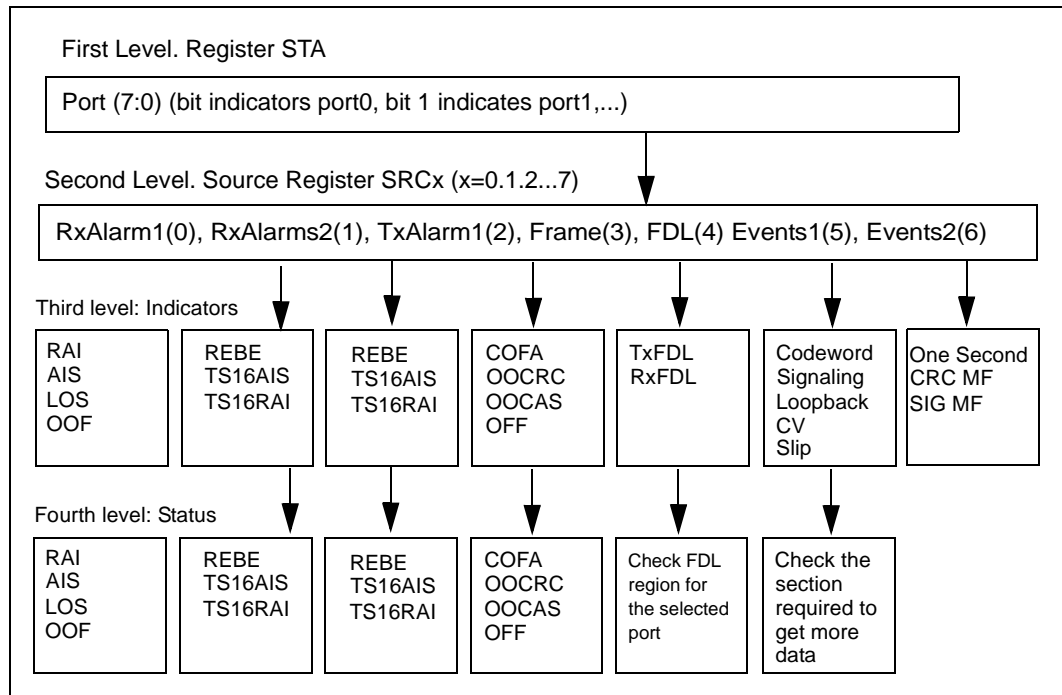 First Level. Register STA
Port (7:0) (bit indicators port0, bit 1 indicates port1,...)
Second Level. Source Register SRCx (x=0.1.2...7)
RxAlarm1(0), RxAlarms2(1), TxAlarm1(2), Frame(3), FDL(4) Events1(5), Events2(6)
Third level: Indicators
RAI
AIS
LOS
OOF
REBE
TS16AIS
TS16RAI
REBE
TS16AIS
TS16RAI
COFA
OOCRC
OOCAS
OFF
TxFDL
RxFDL
Codeword
Signaling
Loopback
CV
Slip
One Second
CRC MF
SIG MF
Fourth level: Status
RAI
AIS
LOS
OOF
REBE
TS16AIS
TS16RAI
REBE
TS16AIS
TS16RAI
COFA
OOCRC
OOCAS
OFF
Check FDL
region for
the selected
port
Check the
section
required to
get more
data